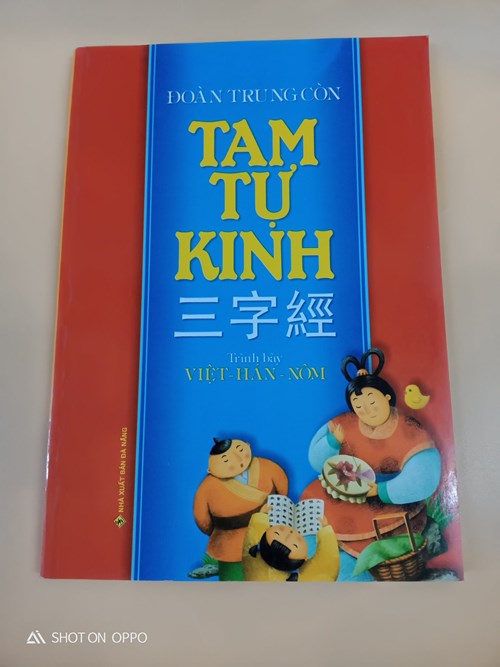 ĐOÀN TRUNG CÒN
TAM
TỰ
KINH
三字經
Trình bày
VIỆT - HÁN - NÔM
NHÀ XUẤT BẢN ĐÀ NẴNG
SHOT ON OPPO